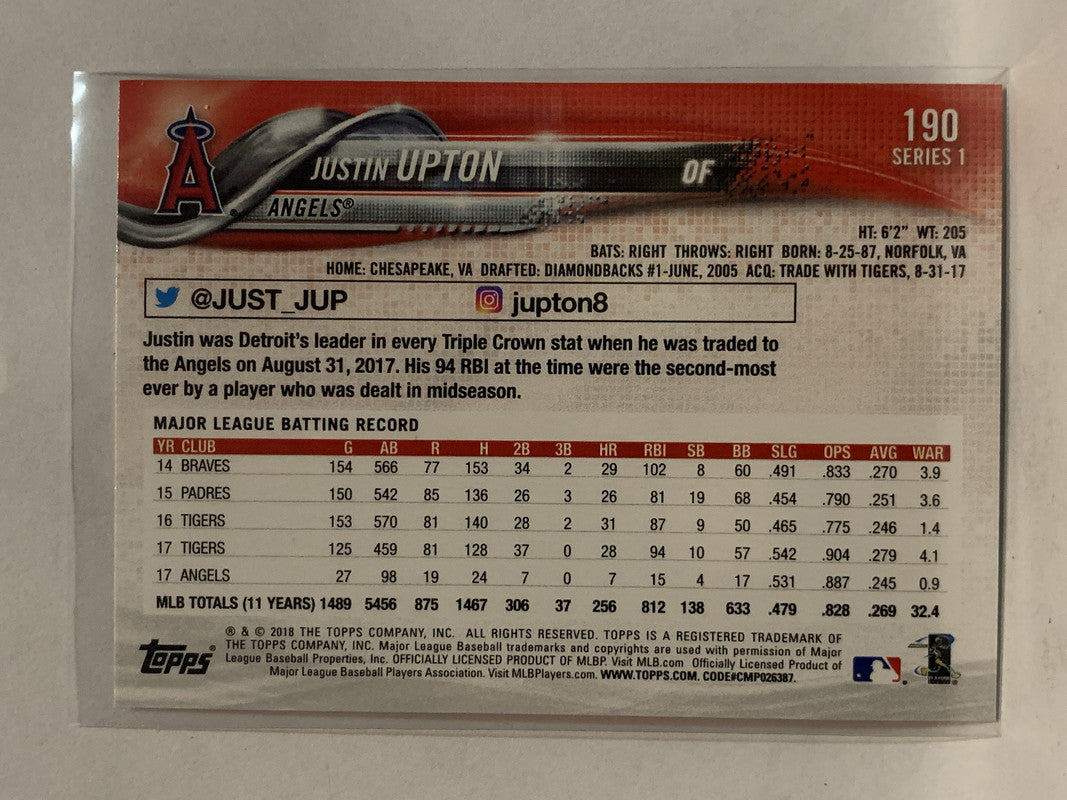 A
190
SERIES 1
JUSTIN UPTON OF
ANGELS®
HT: 6'2" WT: 205
BATS: RIGHT THROWS: RIGHT BORN: 8-25-87, NORFOLK, VA
HOME: CHESAPEAKE, VA DRAFTED: DIAMONDBACKS #1-JUNE, 2005 ACQ: TRADE WITH TIGERS, 8-31-17
@JUST_JUP jupton8
Justin was Detroit's leader in every Triple Crown stat when he was traded to
the Angels on August 31, 2017. His 94 RBI at the time were the second-most
ever by a player who was dealt in midseason.
MAJOR LEAGUE BATTING RECORD
YR CLUB G AB R H 2B 3B HR RBI SB BB SLG OPS AVG WAR
14 BRAVES 154 566 77 153 34 2 29 102 8 60 .491 .833 .270 3.9
15 PADRES 150 542 85 136 26 3 26 81 19 68 .454 .790 .251 3.6
16 TIGERS 153 570 81 140 28 2 31 87 9 50 .465 .775 .246 1.4
17 TIGERS 125 459 81 128 37 0 28 94 10 57 .542 .904 .279 4.1
17 ANGELS 27 98 19 24 7 0 7 15 4 17 .531 .887 .245 0.9
MLB TOTALS (11 YEARS) 1489 5456 875 1467 306 37 256 812 138 633 .479 .828 .269 32.4
topps®
® & © 2018 THE TOPPS COMPANY, INC. ALL RIGHTS RESERVED. TOPPS IS A REGISTERED TRADEMARK OF
THE TOPPS COMPANY, INC. Major League Baseball trademarks and copyrights are used with permission of Major
League Baseball Properties, Inc. OFFICIALLY LICENSED PRODUCT OF MLBP. Visit MLB.com Officially Licensed Product of
Major League Baseball Players Association. Visit MLBPlayers.com. WWW.TOPPS.COM. CODE#CMP026387.